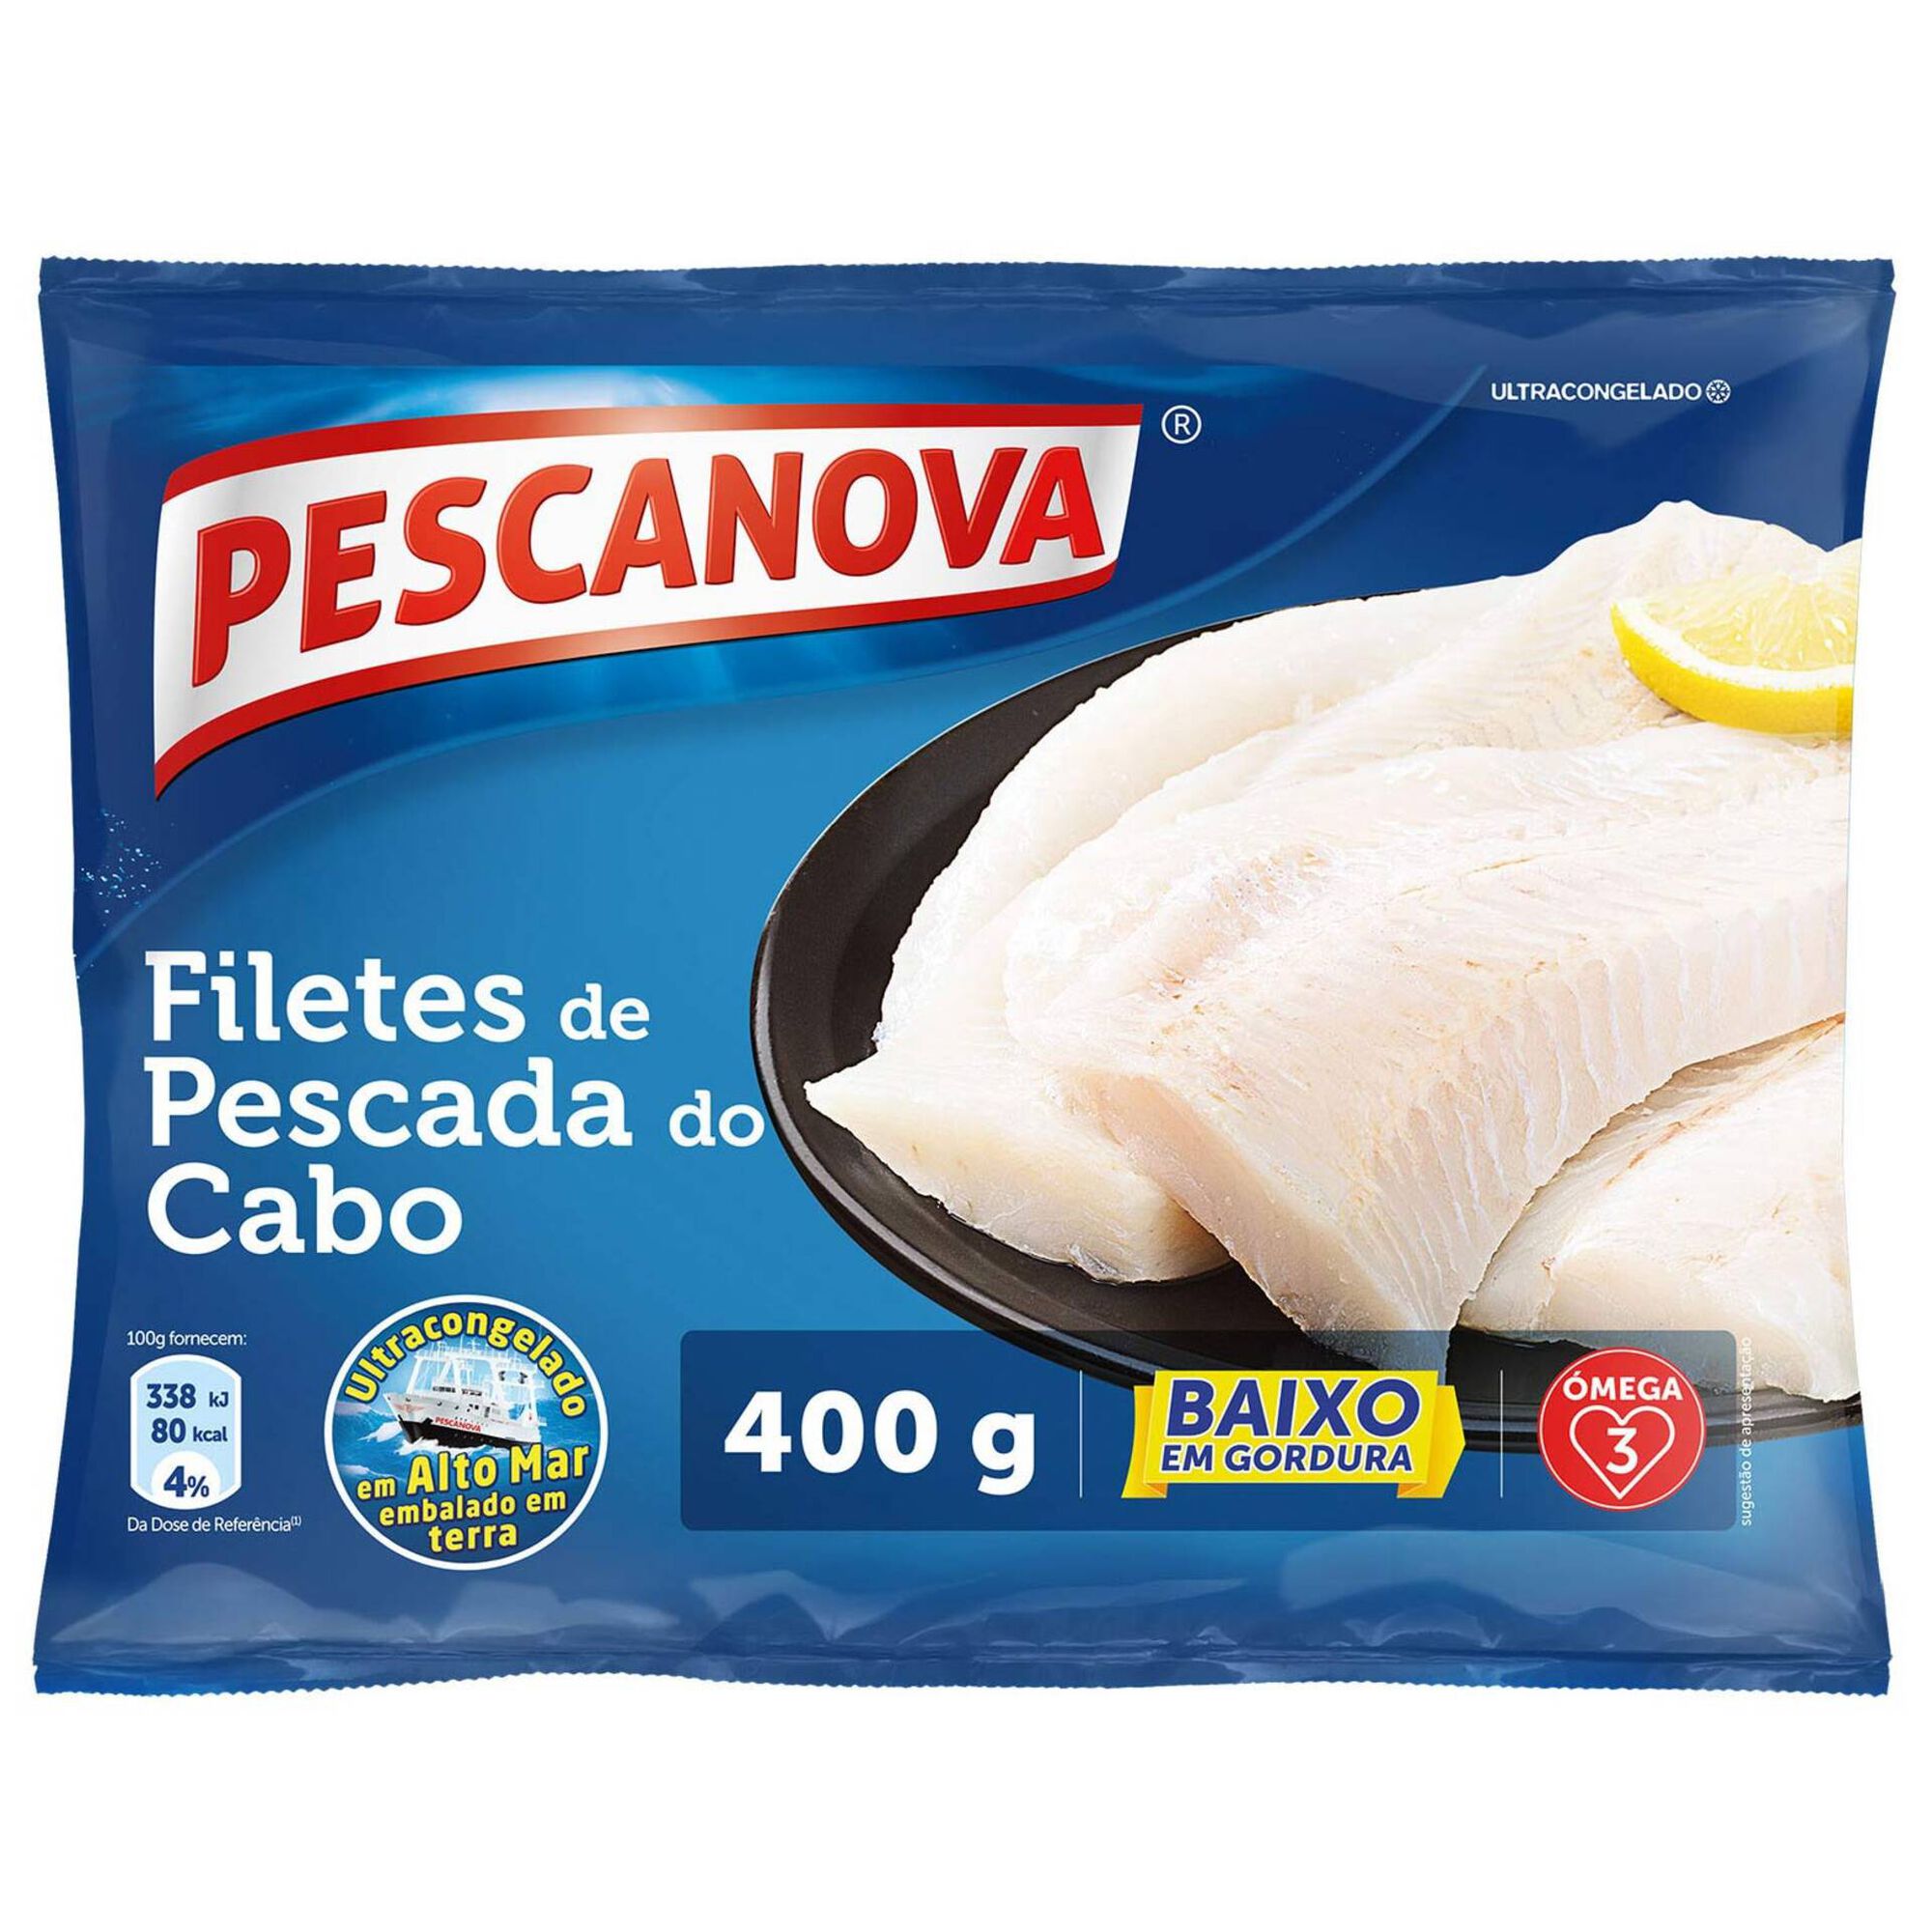 PESCANOVA
®
ULTRACONGELADO
Filetes de
Pescada do
Cabo
100g fornecem:
338 kJ
80 kcal
4%
Da Dose de Referência(1)
Ultracongelado
PESCANOVA
em Alto Mar
embalado em
terra
400 g
BAIXO
EM GORDURA
ÓMEGA
3
sugestão de apresentação